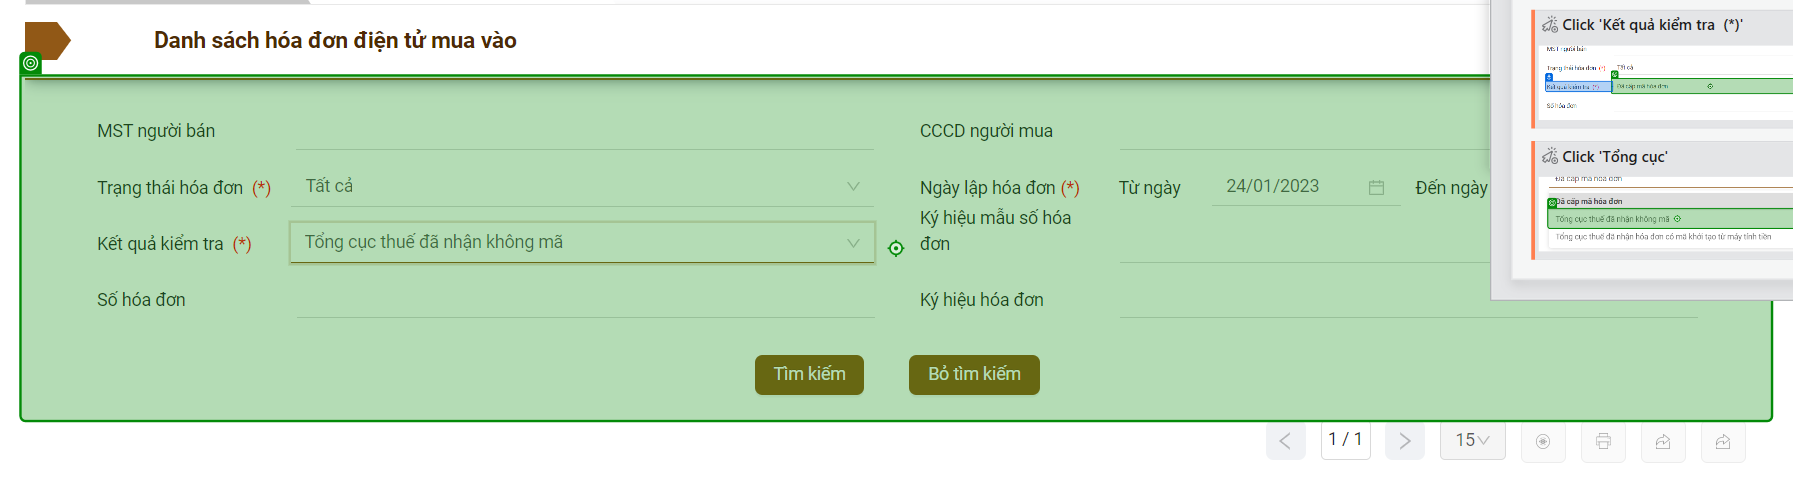 Danh sách hóa đơn điện tử mua vào
MST người bán
CCCD người mua
Trạng thái hóa đơn (*)
Tất cả
Ngày lập hóa đơn (*)
Từ ngày
24/01/2023
Đến ngày
Kết quả kiểm tra (*)
Tổng cục thuế đã nhận không mã
Ký hiệu mẫu số hóa
đơn
Số hóa đơn
Ký hiệu hóa đơn
Tìm kiếm
Bỏ tìm kiếm
1 / 1
15
Click 'Kết quả kiểm tra (*)'
MST người bán
Trạng thái hóa đơn (*)
Tất cả
Kết quả kiểm tra (*)
Đã cấp mã hóa đơn
Số hóa đơn
Click 'Tổng cục'
Đã cấp mã hóa đơn
Đã cấp mã hóa đơn
Tổng cục thuế đã nhận không mã
Tổng cục thuế đã nhận hóa đơn có mã khởi tạo từ máy tính tiền